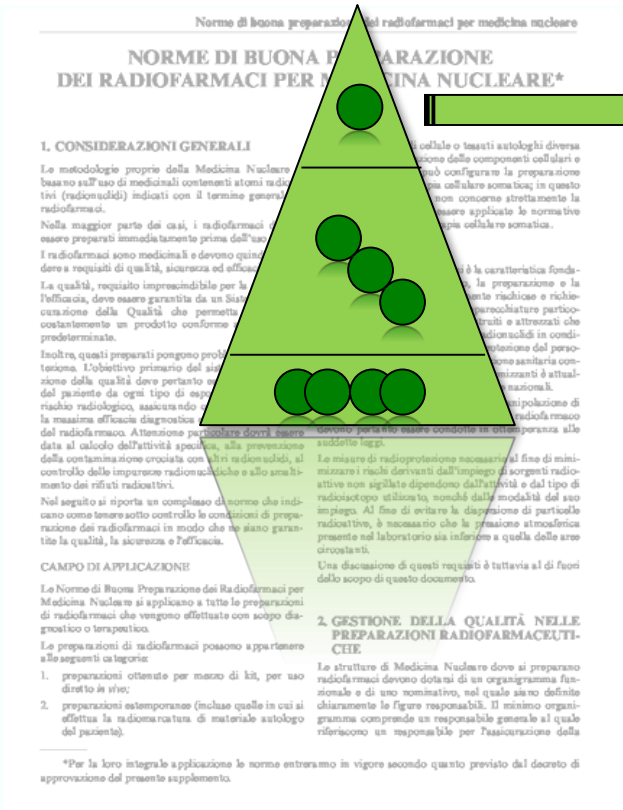 Norme di buona preparazione dei radiofarmaci per medicina nucleare
NORME DI BUONA P ARAZIONE
DEI RADIOFARMACI PER M CINA NUCLEARE*
1. CONSIDERAZIONI GENERALI
Le metodologie proprie della Medicina Nucleare
basano sull'uso di medicinali contenenti atomi radio
tivi (radionuclidi) indicati con il termine general
radiofarmaci.
Nella maggior parte dei casi, i radiofarmaci
essere preparati immediatamente prima dell'uso
I radiofarmaci sono medicinali e devono quind
dere a requisiti di qualità, sicurezza ed effica
La qualità, requisito imprescindibile per la
l'efficacia, deve essere garantita da un Sis
curazione della Qualità che permetta
costantemente un prodotto conforme
predeterminate.
Inoltre, questi preparati pongono prob
tezione. L'obiettivo primario del sis
zione della qualità deve pertanto es
del paziente da ogni tipo di espo
rischio radiologico, assicurando
la massima efficacia diagnostica
del radiofarmaco. Attenzione particolare dovrà essere
data al calcolo dell'attività specifica, alla prevenzione
della contaminazione crociata con altri radionuclidi, al
controllo delle impurezze radionuclidiche e allo smalti-
mento dei rifiuti radioattivi.
Nel seguito si riporta un complesso di norme che indi-
cano come tenere sotto controllo le condizioni di prepa-
razione dei radiofarmaci in modo che ne siano garan-
tite la qualità, la sicurezza e l'efficacia.
CAMPO DI APPLICAZIONE
Le Norme di Buona Preparazione dei Radiofarmaci per
Medicina Nucleare si applicano a tutte le preparazioni
di radiofarmaci che vengono effettuate con scopo dia-
gnostico o terapeutico.
Le preparazioni di radiofarmaci possono appartenere
alle seguenti categorie:
1. preparazioni ottenute per mezzo di kit, per uso
diretto in vivo;
2. preparazioni estemporanee (incluse quelle in cui si
effettua la radiomarcatura di materiale autologo
del paziente).
i cellule o tessuti autologhi diversa
zione delle componenti cellulari e
può configurare la preparazione
pia cellulare somatica; in questo
non concerne strettamente la
essere applicate le normative
apia cellulare somatica.
i è la caratteristica fonda-
, la preparazione e la
nte rischiose e richie-
parecchiature partico-
truiti e attrezzati che
dionuclidi in condi-
rotezione del perso-
ione sanitaria con-
nizzanti è attual-
nazionali.
nipolazione di
radiofarmaco
devono pertanto essere condotte in ottemperanza alle
suddette leggi.
Le misure di radioprotezione necessarie al fine di mini-
mizzare i rischi derivanti dall'impiego di sorgenti radio-
attive non sigillate dipendono dall'attività e dal tipo di
radioisotopo utilizzato, nonché dalle modalità del suo
impiego. Al fine di evitare la dispersione di particelle
radioattive, è necessario che la pressione atmosferica
presente nel laboratorio sia inferiore a quella delle aree
circostanti.
Una discussione di questi requisiti è tuttavia al di fuori
dello scopo di questo documento.
2. GESTIONE DELLA QUALITÀ NELLE
PREPARAZIONI RADIOFARMACEUTI-
CHE
Le strutture di Medicina Nucleare dove si preparano
radiofarmaci devono dotarsi di un organigramma fun-
zionale e di uno nominativo, nel quale siano definite
chiaramente le figure responsabili. Il minimo organi-
gramma comprende un responsabile generale al quale
riferiscono un responsabile per l'assicurazione della
*Per la loro integrale applicazione le norme entreranno in vigore secondo quanto previsto dal decreto di
approvazione del presente supplemento.